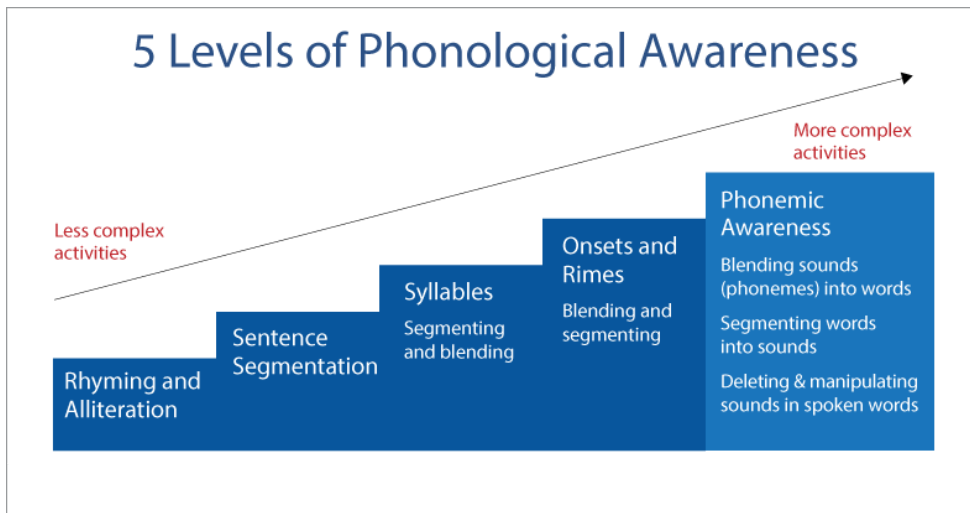 5 Levels of Phonological Awareness
More complex
activities
Less complex
activities
Rhyming and
Alliteration
Sentence
Segmentation
Syllables
Segmenting
and blending
Onsets and
Rimes
Blending and
segmenting
Phonemic
Awareness
Blending sounds
(phonemes) into words
Segmenting words
into sounds
Deleting & manipulating
sounds in spoken words